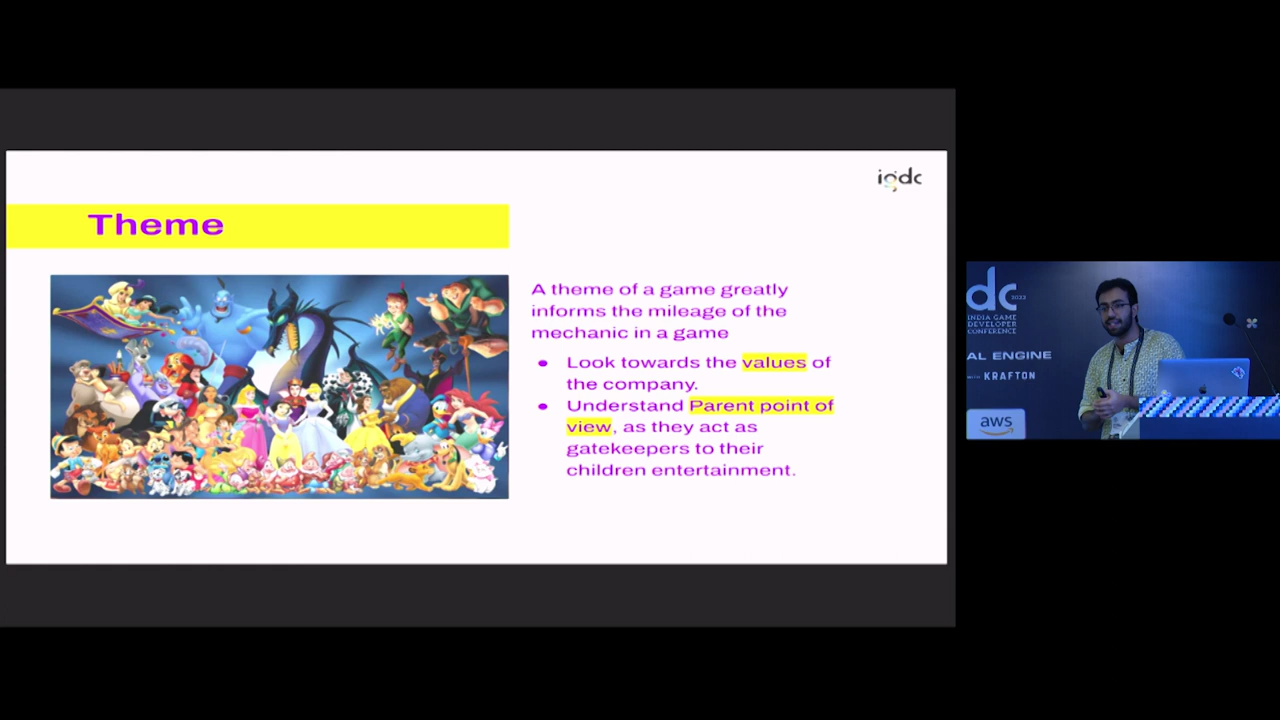 igdc
Theme
A theme of a game greatly
informs the mileage of the
mechanic in a game
● Look towards the values of
the company.
● Understand Parent point of
view, as they act as
gatekeepers to their
children entertainment.
dc
2023
INDIA GAME
DEVELOPER
CONFERENCE
AL ENGINE
KRAFTON
aws